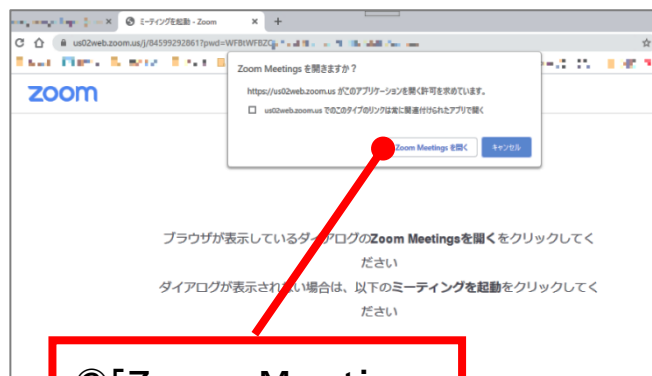 ミーティングを起動 - Zoom
us02web.zoom.us/j/84599292861?pwd=WFBtWFBZQ
Zoom Meetings を開きますか？
https://us02web.zoom.us がこのアプリケーションを開く許可を求めています。
us02web.zoom.us でのこのタイプのリンクは常に関連付けられたアプリで開く
Zoom Meetings を開く
キャンセル
zoom
ブラウザが表示しているダイアログのZoom Meetingsを開くをクリックしてく
ださい
ダイアログが表示されない場合は、以下のミーティングを起動をクリックしてく
ださい